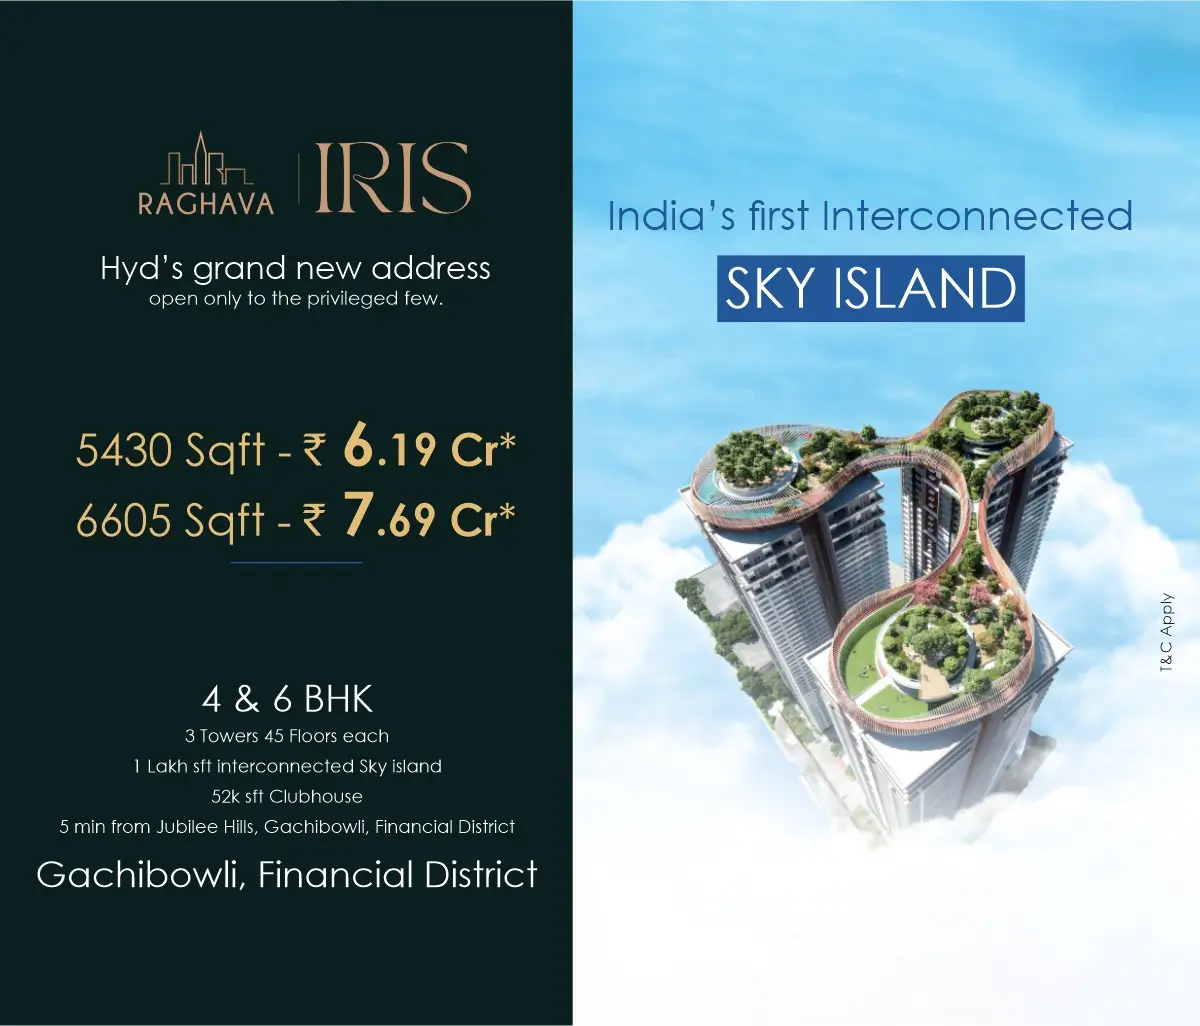 RAGHAVA
IRIS
Hyd's grand new address
open only to the privileged few.
5430 Sqft - ₹ 6.19 Cr*
6605 Sqft - ₹ 7.69 Cr*
4 & 6 BHK
3 Towers 45 Floors each
1 Lakh sft interconnected Sky island
52k sft Clubhouse
5 min from Jubilee Hills, Gachibowli, Financial District
Gachibowli, Financial District
India's first Interconnected
SKY ISLAND
T&C Apply